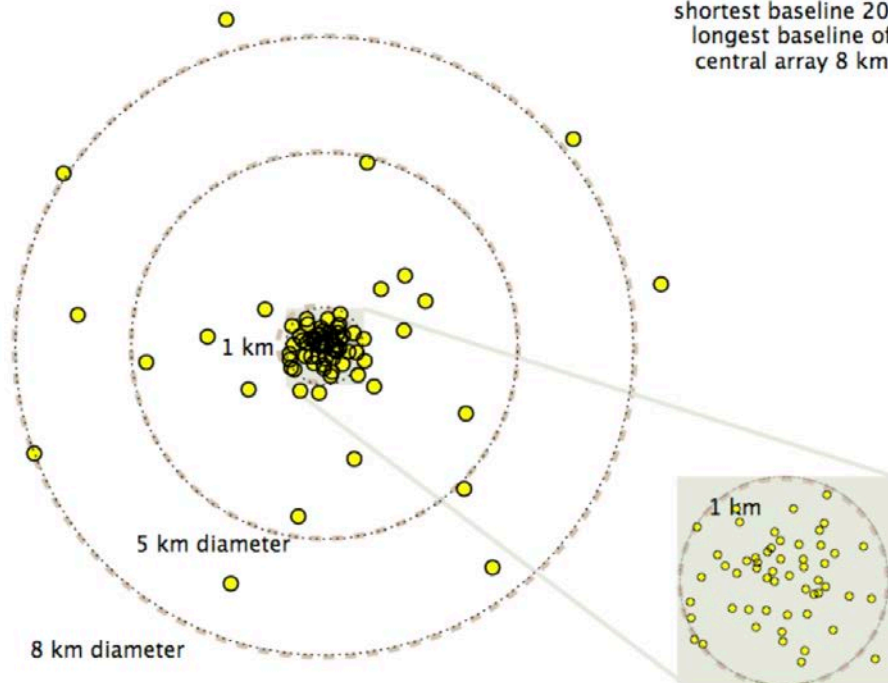 shortest baseline 20
longest baseline of
central array 8 km
1 km
1 km
5 km diameter
8 km diameter